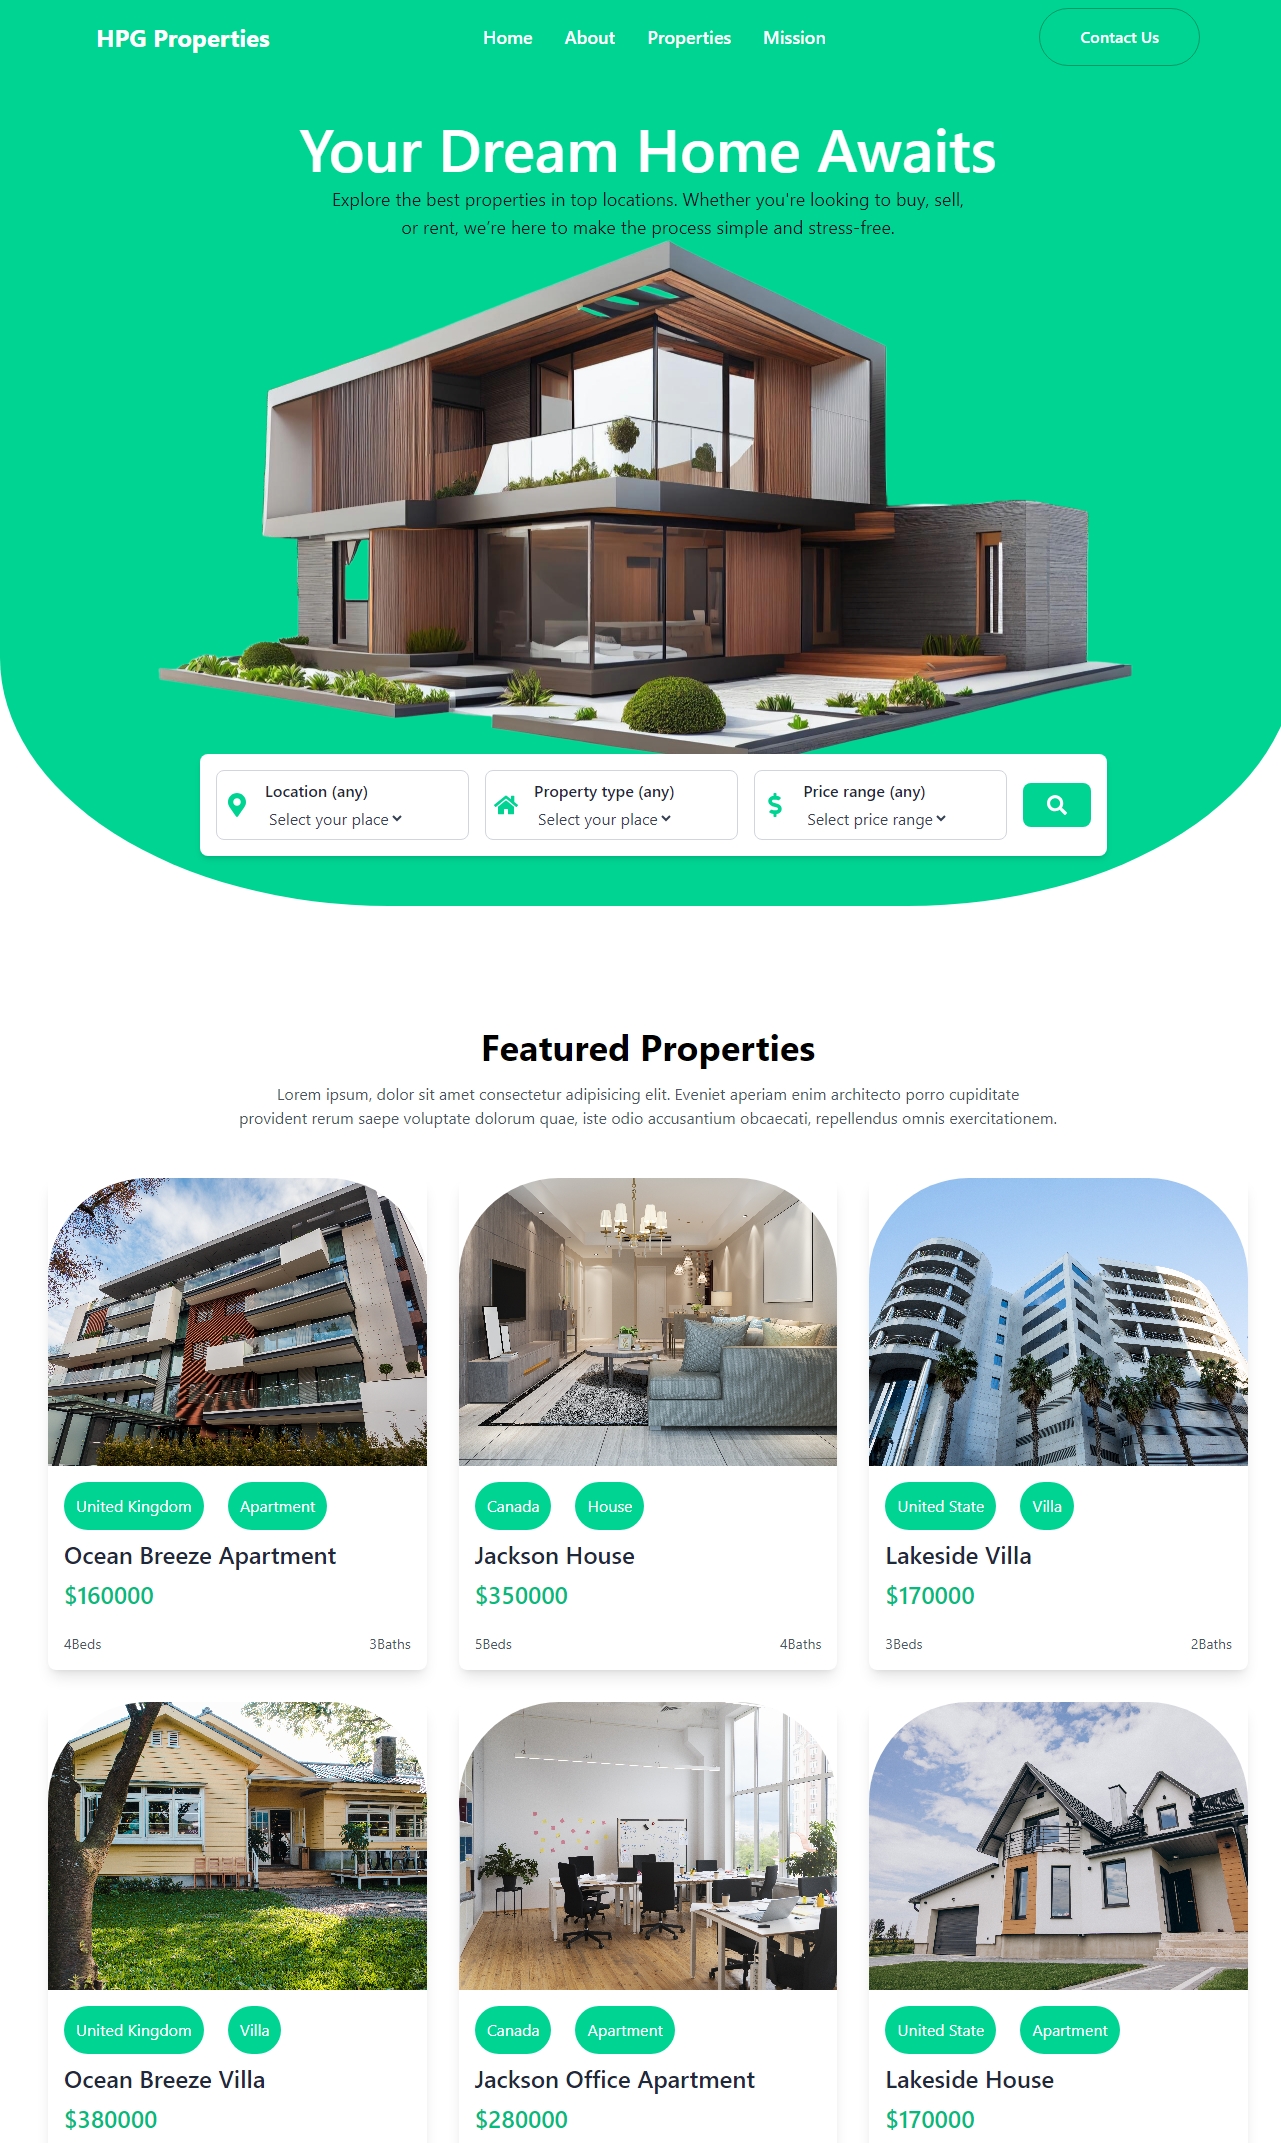 HPG Properties
Home
About
Properties
Mission
Contact Us
Your Dream Home Awaits
Explore the best properties in top locations. Whether you're looking to buy, sell,
or rent, we're here to make the process simple and stress-free.
Location (any)
Select your place
Property type (any)
Select your place
Price range (any)
Select price range
Featured Properties
Lorem ipsum, dolor sit amet consectetur adipisicing elit. Eveniet aperiam enim architecto porro cupiditate
provident rerum saepe voluptate dolorum quae, iste odio accusantium obcaecati, repellendus omnis exercitationem.
United Kingdom
Apartment
Ocean Breeze Apartment
$160000
4Beds
3Baths
Canada
House
Jackson House
$350000
5Beds
4Baths
United State
Villa
Lakeside Villa
$170000
3Beds
2Baths
United Kingdom
Villa
Ocean Breeze Villa
$380000
Canada
Apartment
Jackson Office Apartment
$280000
United State
Apartment
Lakeside House
$170000